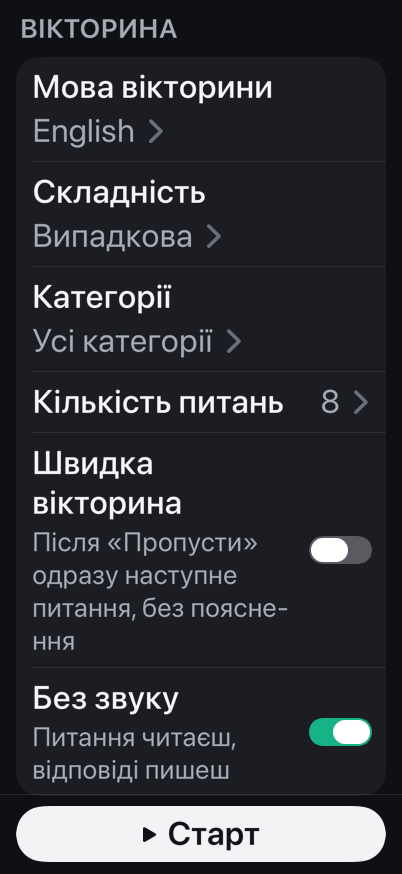 ВІКТОРИНА
Мова вікторини
English
Складність
Випадкова
Категорії
Усі категорії
Кількість питань 8
Швидка
вікторина
Після «Пропусти»
одразу наступне
питання, без поясне-
ння
Без звуку
Питання читаєш,
відповіді пишеш
Старт